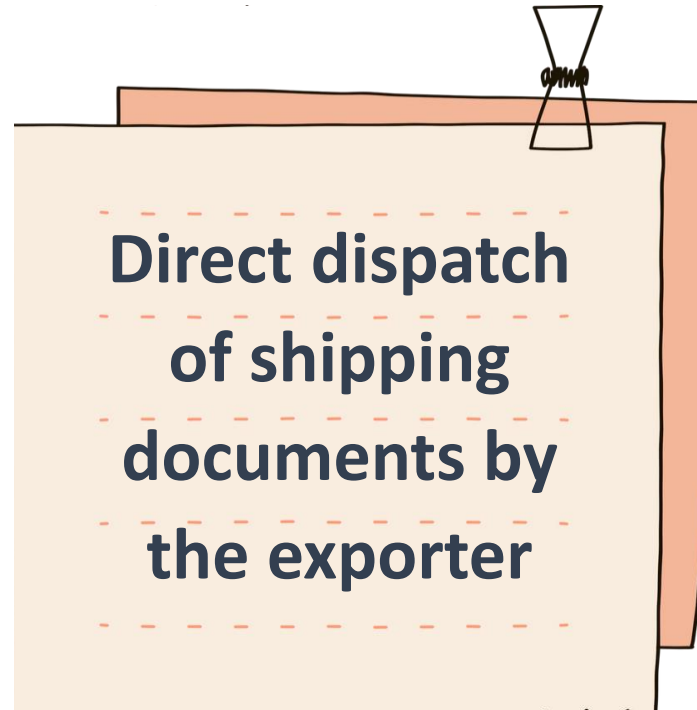 Direct dispatch
of shipping
documents by
the exporter